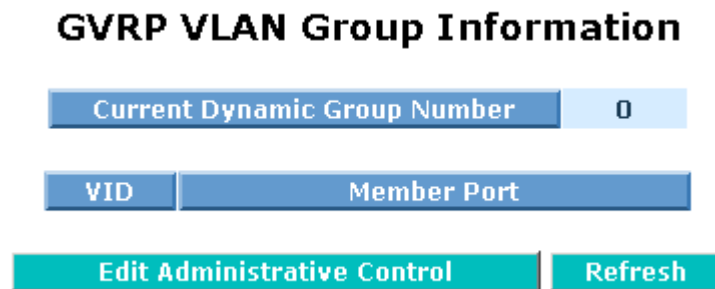 GVRP VLAN Group Information
Current Dynamic Group Number 0
VID Member Port
Edit Administrative Control Refresh